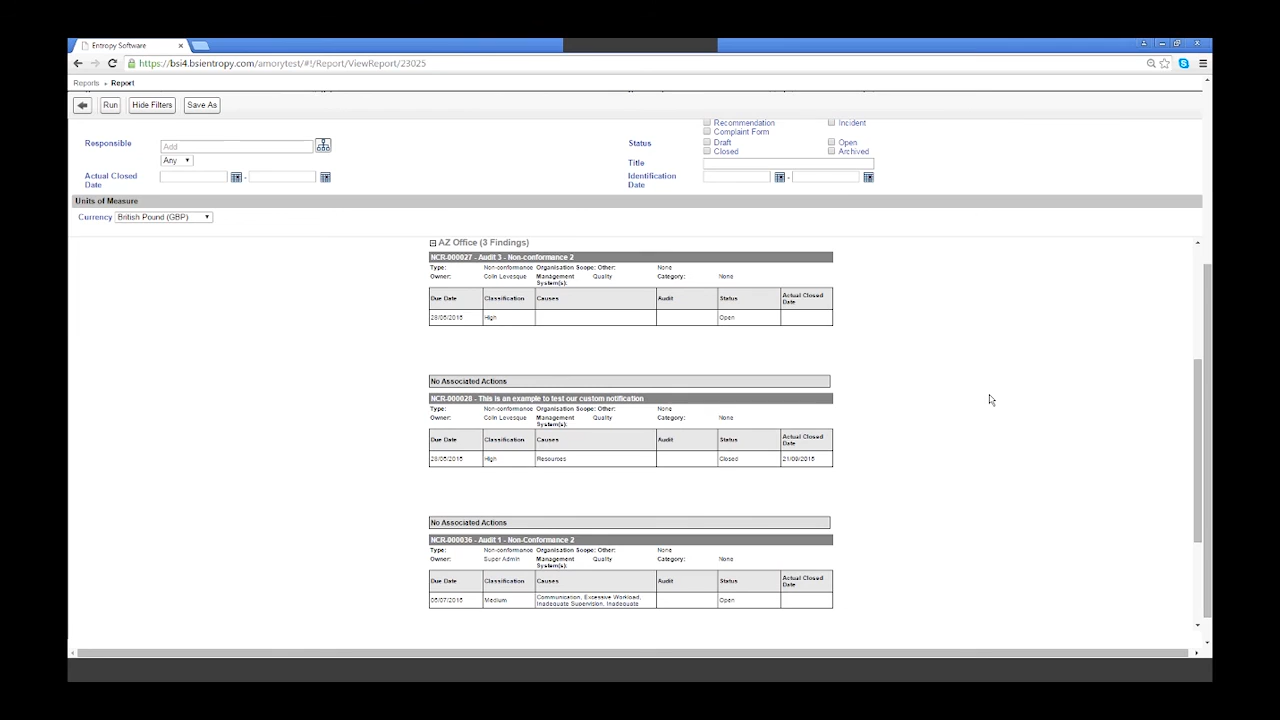 Entropy Software
https://bsi4.bsientropy.com/amorytest/#!/Report/ViewReport/23025
Reports Report
Run Hide Filters Save As
Recommendation Incident
Complaint Form
Responsible Add Status Draft Open
Closed Archived
Any Title
Actual Closed Date - Identification Date -
Units of Measure
Currency British Pound (GBP)
AZ Office (3 Findings)
NCR-000027 - Audit 3 - Non-conformance 2
Type: Non-conformance Organisation Scope: Other: None
Owner: Colin Levesque Management System(s): Quality Category: None
Due Date Classification Causes Audit Status Actual Closed Date
28/05/2015 High Open
No Associated Actions
NCR-000028 - This is an example to test our custom notification
Type: Non-conformance Organisation Scope: Other: None
Owner: Colin Levesque Management System(s): Quality Category: None
Due Date Classification Causes Audit Status Actual Closed Date
28/05/2015 High Resources Closed 21/09/2015
No Associated Actions
NCR-000036 - Audit 1 - Non-Conformance 2
Type: Non-conformance Organisation Scope: Other: None
Owner: Super Admin Management System(s): Quality Category: None
Due Date Classification Causes Audit Status Actual Closed Date
05/07/2015 Medium Communication, Excessive Workload, Inadequate Supervision, Inadequate Open